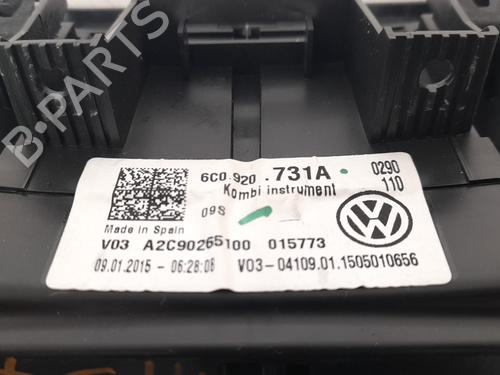 B-PARTS
6C0.920.731A.
0290
110
Kombi instrument
09S
Made in Spain
V03 A2C90265100 015773
09.01.2015 - 06:28:08 V03-04109.01.1505010656